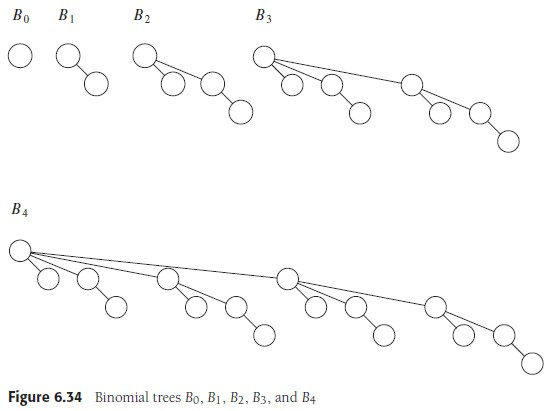 B0 B1 B2 B3
B4
Figure 6.34 Binomial trees B0, B1, B2, B3, and B4